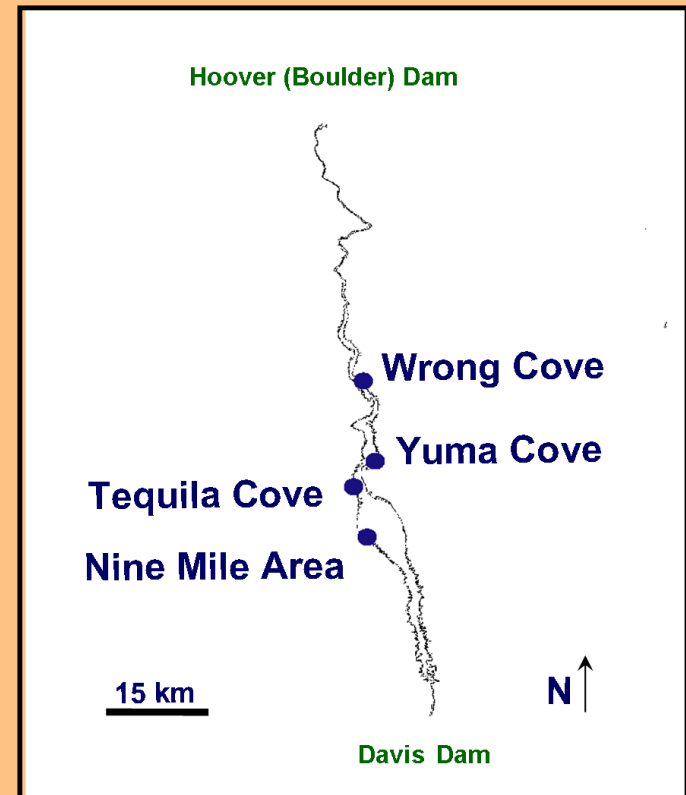 Hoover (Boulder) Dam
Wrong Cove
Yuma Cove
Tequila Cove
Nine Mile Area
15 km
N
Davis Dam